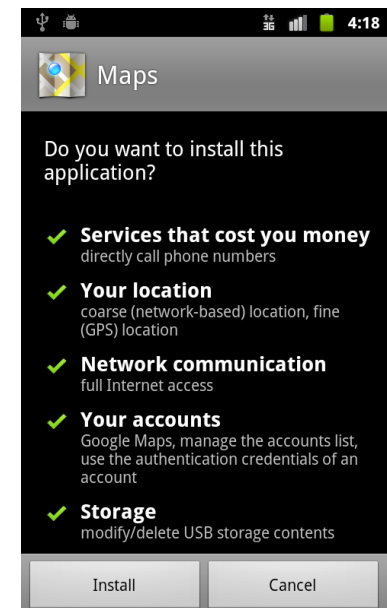 3G 4:18
Maps
Do you want to install this
application?
Services that cost you money
directly call phone numbers
Your location
coarse (network-based) location, fine
(GPS) location
Network communication
full Internet access
Your accounts
Google Maps, manage the accounts list,
use the authentication credentials of an
account
Storage
modify/delete USB storage contents
Install Cancel